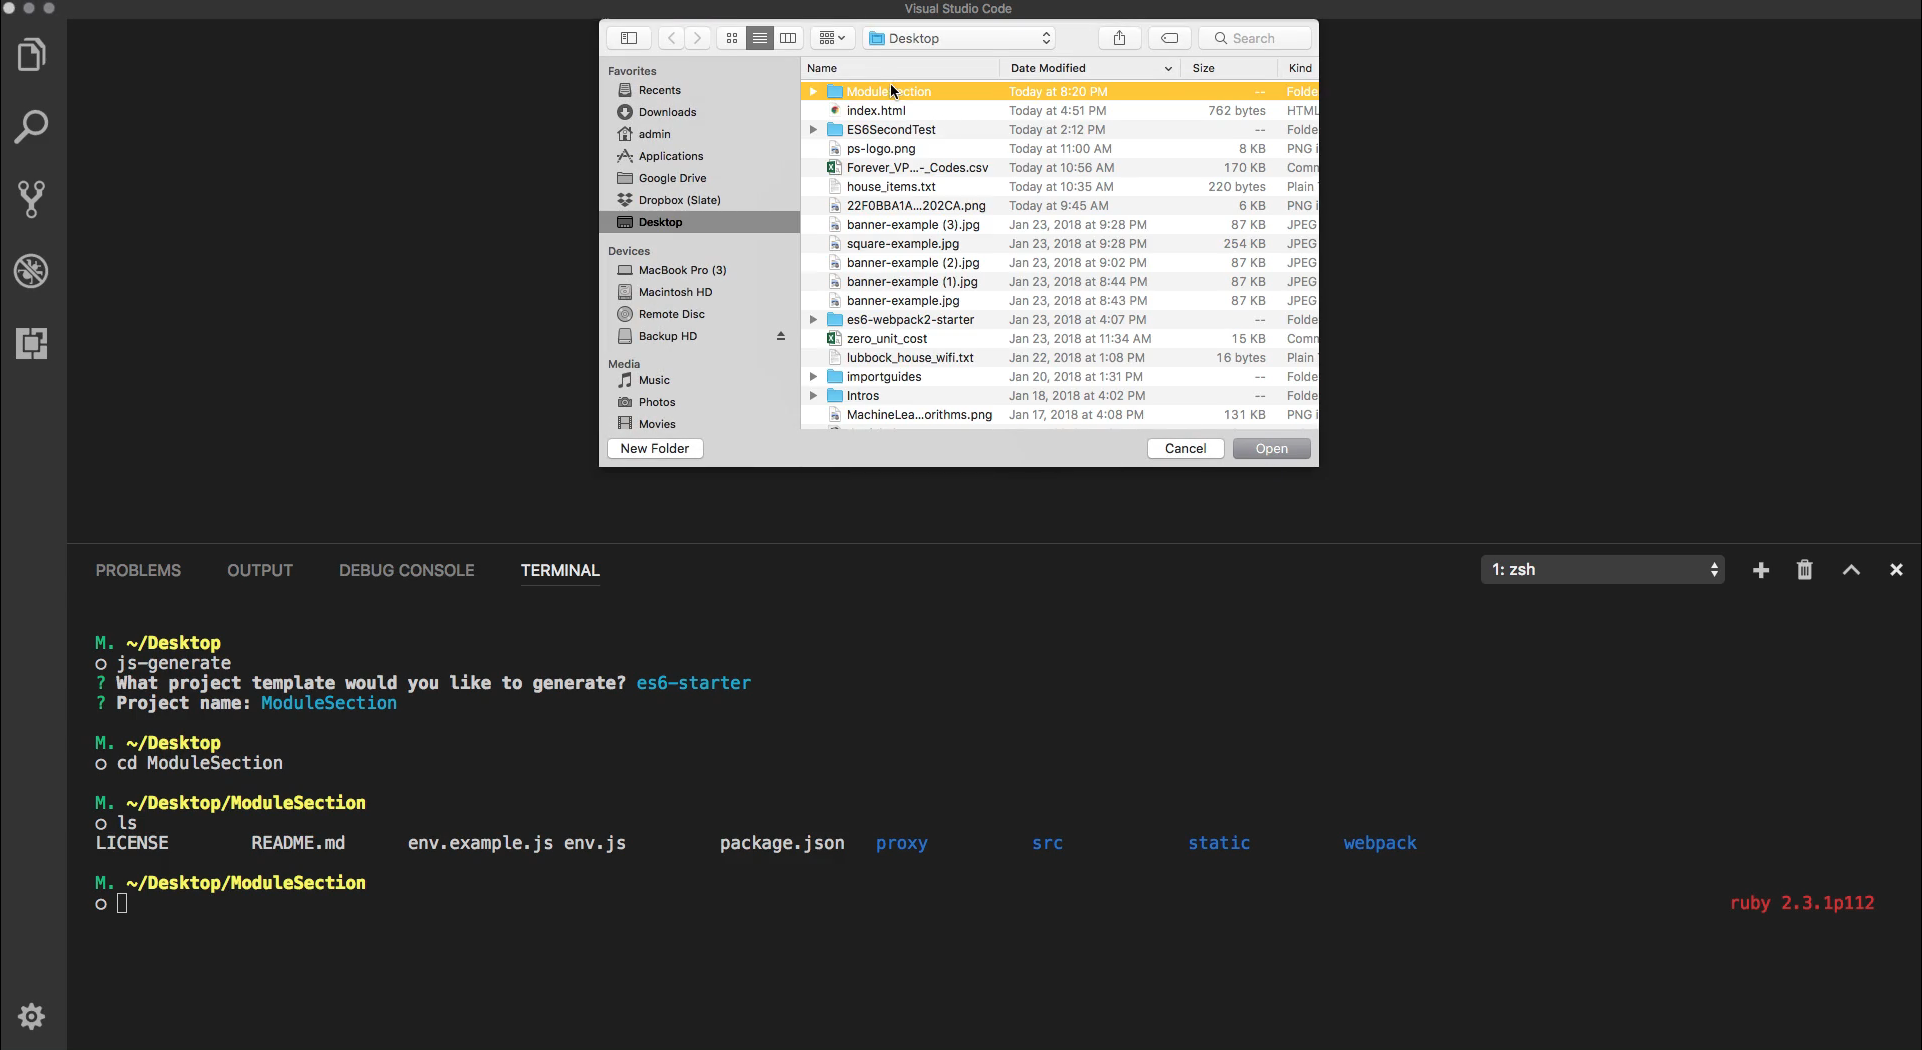 Visual Studio Code
Desktop
Search
Favorites
Recents
Downloads
admin
Applications
Google Drive
Dropbox (Slate)
Desktop
Devices
MacBook Pro (3)
Macintosh HD
Remote Disc
Backup HD
Media
Music
Photos
Movies
Name Date Modified Size Kind
Today at 8:20 PM -- Folde
index.html Today at 4:51 PM 762 bytes HTML
ES6SecondTest Today at 2:12 PM -- Folde
ps-logo.png Today at 11:00 AM 8 KB PNG i
Forever_VP...-_Codes.csv Today at 10:56 AM 170 KB Comn
house_items.txt Today at 10:35 AM 220 bytes Plain
22F0BBA1A...202CA.png Today at 9:45 AM 6 KB PNG i
banner-example (3).jpg Jan 23, 2018 at 9:28 PM 87 KB JPEG
square-example.jpg Jan 23, 2018 at 9:28 PM 254 KB JPEG
banner-example (2).jpg Jan 23, 2018 at 9:02 PM 87 KB JPEG
banner-example (1).jpg Jan 23, 2018 at 8:44 PM 87 KB JPEG
banner-example.jpg Jan 23, 2018 at 8:43 PM 87 KB JPEG
es6-webpack2-starter Jan 23, 2018 at 4:07 PM -- Folde
zero_unit_cost Jan 23, 2018 at 11:34 AM 15 KB Comn
lubbock_house_wifi.txt Jan 22, 2018 at 1:08 PM 16 bytes Plain
importguides Jan 20, 2018 at 1:31 PM -- Folde
Intros Jan 18, 2018 at 4:02 PM -- Folde
MachineLea...orithms.png Jan 17, 2018 at 4:08 PM 131 KB PNG i
New Folder Cancel Open
PROBLEMS OUTPUT DEBUG CONSOLE TERMINAL 1: zsh
M. ~/Desktop
js-generate
? What project template would you like to generate? es6-starter
? Project name: ModuleSection
M. ~/Desktop
cd ModuleSection
M. ~/Desktop/ModuleSection
ls
LICENSE README.md env.example.js env.js package.json proxy src static webpack
M. ~/Desktop/ModuleSection
ruby 2.3.1p112